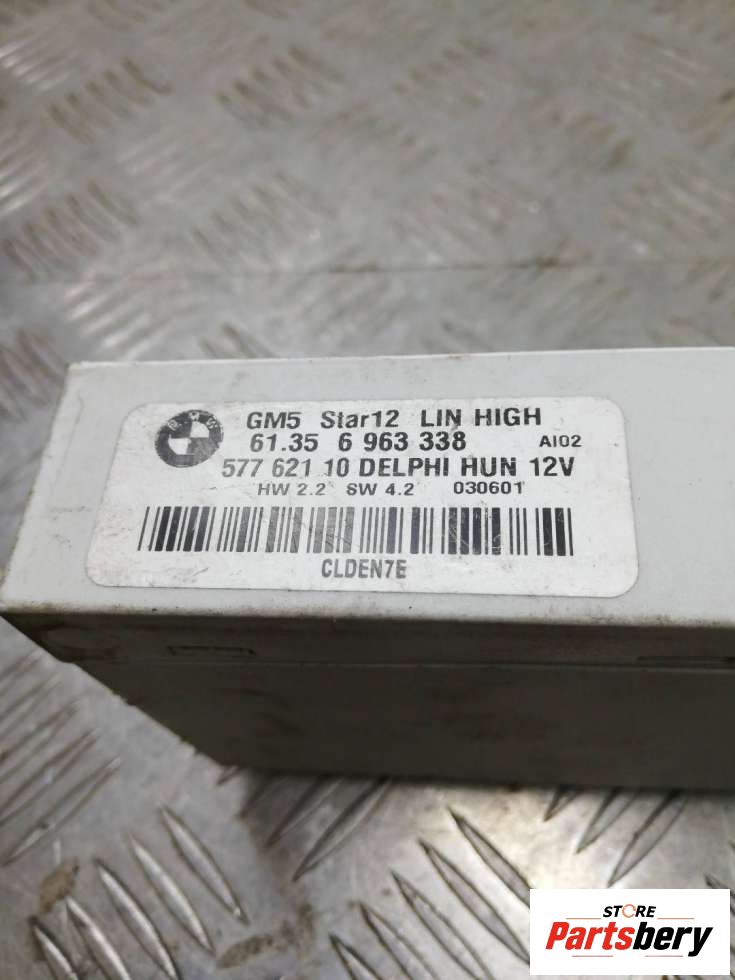 BMW
GM5 Star12 LIN HIGH
61.35 6 963 338 AI02
577 621 10 DELPHI HUN 12V
HW 2.2 SW 4.2 030601
CLDEN7E
STORE
Partsbery